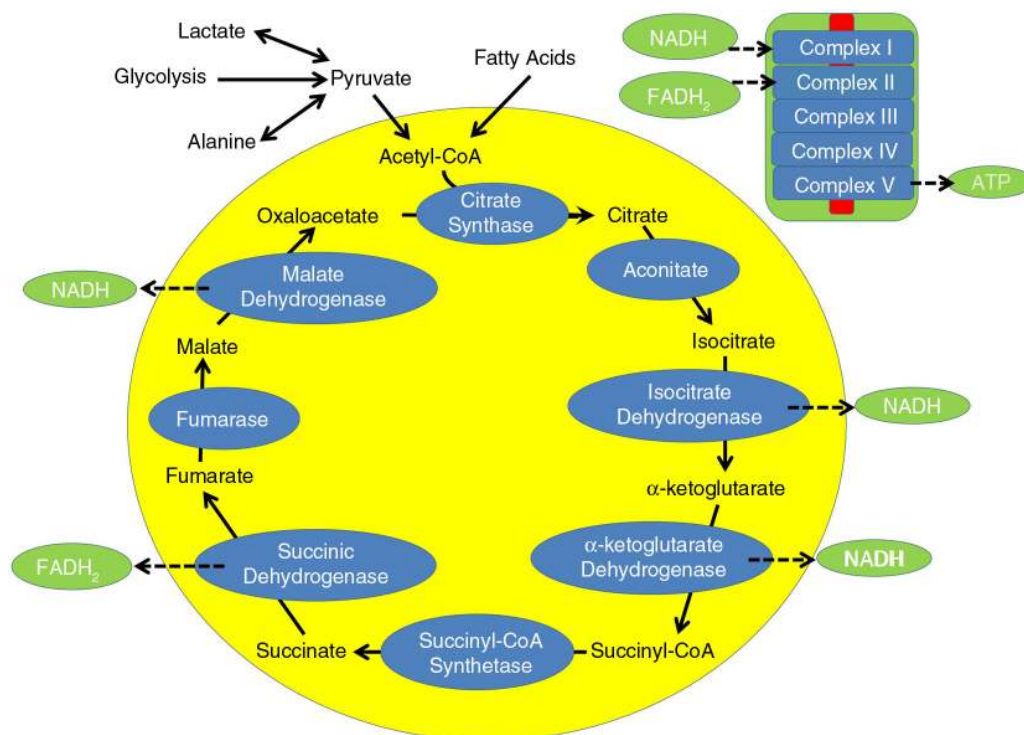 Lactate
Glycolysis
Pyruvate
Alanine
Fatty Acids
NADH
FADH₂
Complex I
Complex II
Complex III
Complex IV
Complex V
ATP
Acetyl-CoA
Oxaloacetate
Citrate
Synthase
Citrate
Aconitate
Isocitrate
Isocitrate
Dehydrogenase
NADH
α-ketoglutarate
α-ketoglutarate
Dehydrogenase
NADH
Succinyl-CoA
Succinyl-CoA
Synthetase
Succinate
Succinic
Dehydrogenase
FADH₂
Fumarate
Fumarase
Malate
Malate
Dehydrogenase
NADH